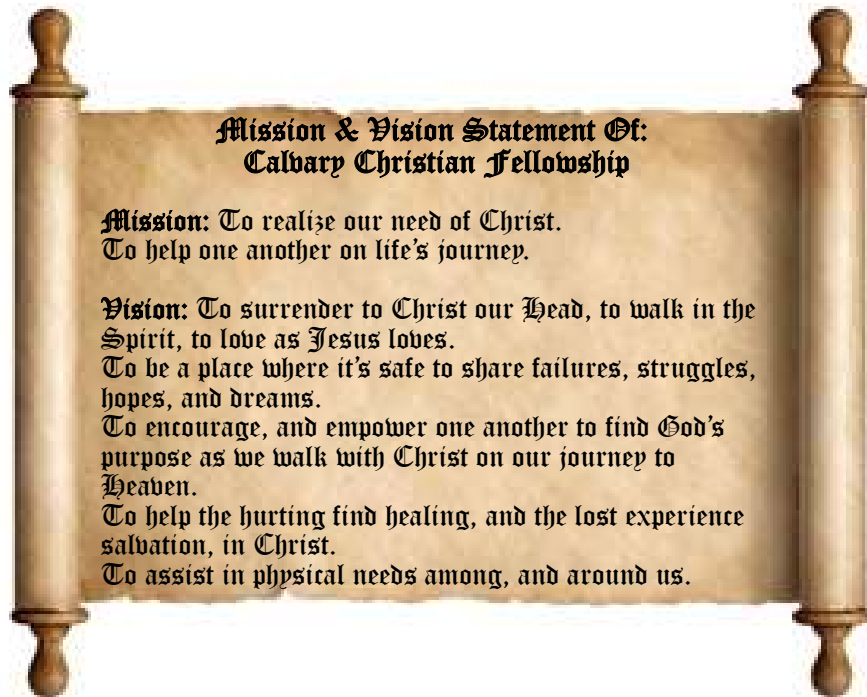 Mission & Vision Statement Of:
Calvary Christian Fellowship
Mission: To realize our need of Christ.
To help one another on life's journey.
Vision: To surrender to Christ our Head, to walk in the
Spirit, to love as Jesus loves.
To be a place where it's safe to share failures, struggles,
hopes, and dreams.
To encourage, and empower one another to find God's
purpose as we walk with Christ on our journey to
Heaven.
To help the hurting find healing, and the lost experience
salvation, in Christ.
To assist in physical needs among, and around us.